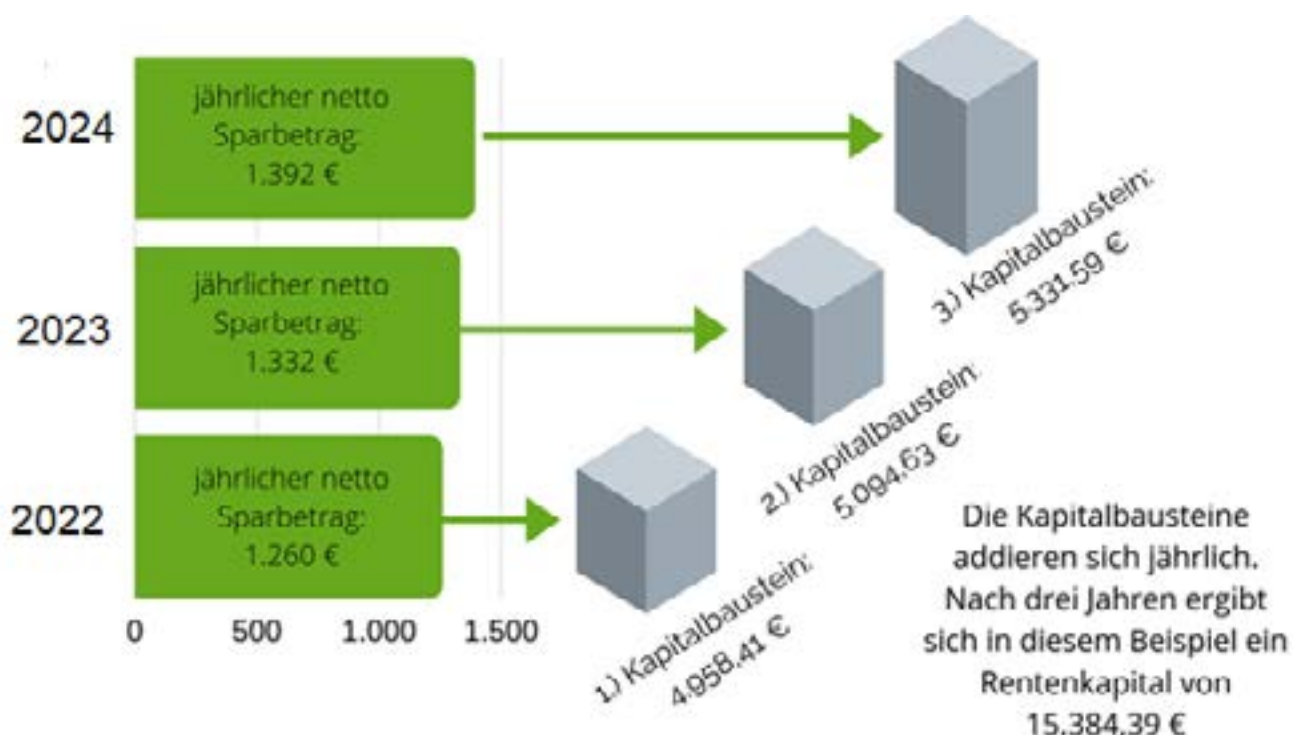 2024
jährlicher netto
Sparbetrag:
1.392 €
3.) Kapitalbaustein:
5.331,59 €
2023
jährlicher netto
Sparbetrag:
1.332 €
2.) Kapitalbaustein:
5.094,63 €
2022
jährlicher netto
Sparbetrag:
1.260 €
1.) Kapitalbaustein:
4.958,41 €
0 500 1.000 1.500
Die Kapitalbausteine
addieren sich jährlich.
Nach drei Jahren ergibt
sich in diesem Beispiel ein
Rentenkapital von
15.384,39 €